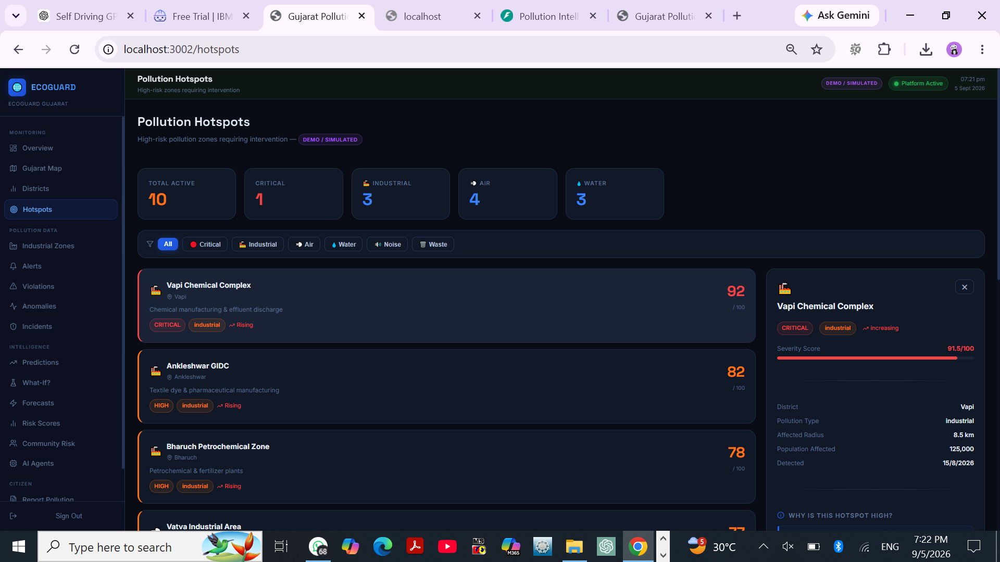 Self Driving GP
Free Trial | IBM
Gujarat Polluti
localhost
Pollution Intell
Gujarat Polluti
Ask Gemini
localhost:3002/hotspots
ECOGUARD
ECOGUARD GUJARAT
MONITORING
Overview
Gujarat Map
Districts
Hotspots
POLLUTION DATA
Industrial Zones
Alerts
Violations
Anomalies
Incidents
INTELLIGENCE
Predictions
What-If?
Forecasts
Risk Scores
Community Risk
AI Agents
CITIZEN
Report Pollution
Sign Out
Pollution Hotspots
High-risk zones requiring intervention
DEMO / SIMULATED
Platform Active
07:21 pm
5 Sept 2026
Pollution Hotspots
High-risk pollution zones requiring intervention — DEMO / SIMULATED
TOTAL ACTIVE
10
CRITICAL
1
INDUSTRIAL
3
AIR
4
WATER
3
All
Critical
Industrial
Air
Water
Noise
Waste
Vapi Chemical Complex
Vapi
Chemical manufacturing & effluent discharge
CRITICAL industrial Rising
92
/ 100
Ankleshwar GIDC
Ankleshwar
Textile dye & pharmaceutical manufacturing
HIGH industrial Rising
82
/ 100
Bharuch Petrochemical Zone
Bharuch
Petrochemical & fertilizer plants
HIGH industrial Rising
78
/ 100
Vatva Industrial Area
77
Vapi Chemical Complex
CRITICAL industrial increasing
Severity Score 91.5/100
District Vapi
Pollution Type industrial
Affected Radius 8.5 km
Population Affected 125,000
Detected 15/8/2026
WHY IS THIS HOTSPOT HIGH?
Type here to search
68
MS
M365
5
30°C
ENG
7:22 PM
9/5/2026